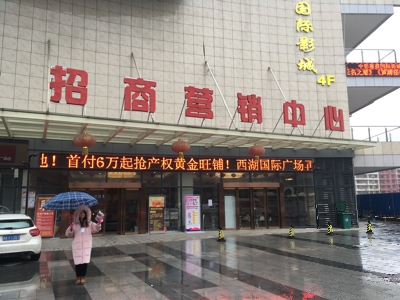 国际影城
4F
招商营销中心
地！首付6万起抢产权黄金旺铺！西湖国际广场